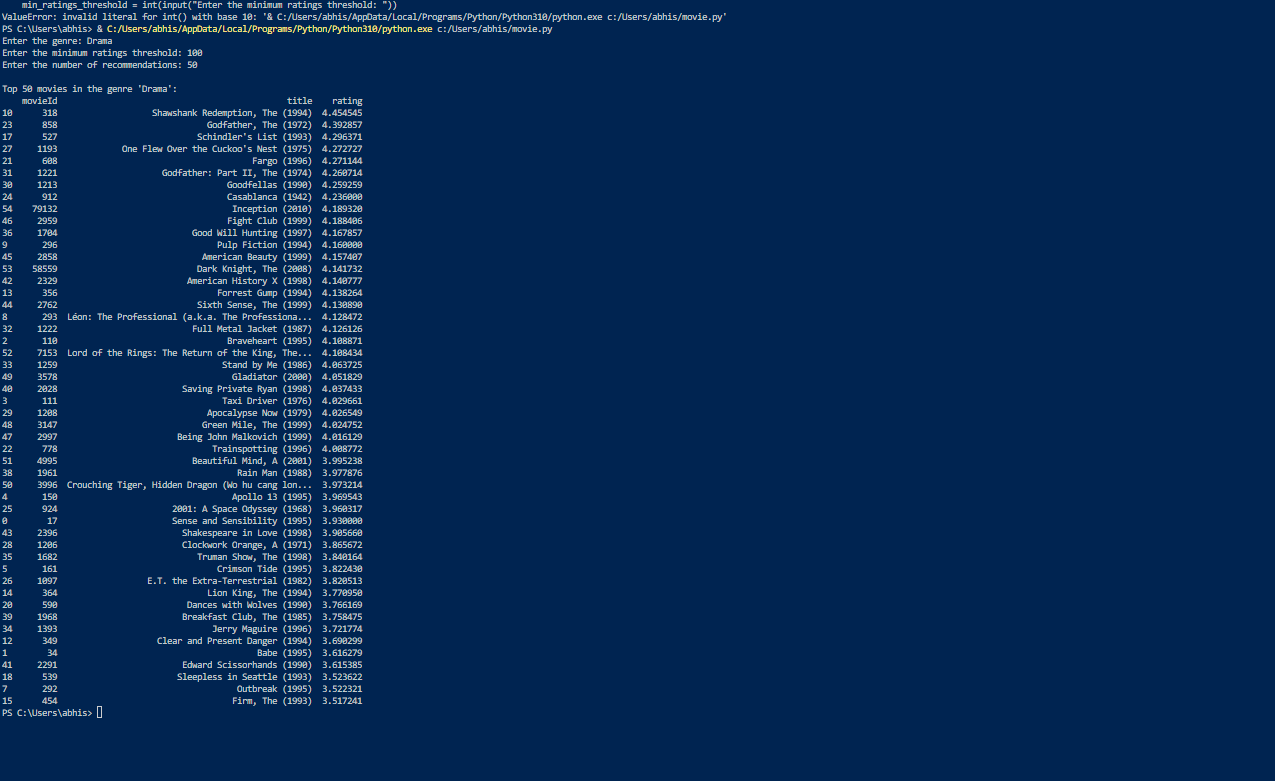 min_ratings_threshold = int(input("Enter the minimum ratings threshold: "))
ValueError: invalid literal for int() with base 10: '& C:/Users/abhis/AppData/Local/Programs/Python/Python310/python.exe c:/Users/abhis/movie.py'
PS C:\Users\abhis> & C:/Users/abhis/AppData/Local/Programs/Python/Python310/python.exe c:/Users/abhis/movie.py
Enter the genre: Drama
Enter the minimum ratings threshold: 100
Enter the number of recommendations: 50
Top 50 movies in the genre 'Drama':
movieId title rating
10 318 Shawshank Redemption, The (1994) 4.454545
23 858 Godfather, The (1972) 4.392857
17 527 Schindler's List (1993) 4.296371
27 1193 One Flew Over the Cuckoo's Nest (1975) 4.272727
21 608 Fargo (1996) 4.271144
31 1221 Godfather: Part II, The (1974) 4.260714
30 1213 Goodfellas (1990) 4.259259
24 912 Casablanca (1942) 4.236000
54 79132 Inception (2010) 4.189320
46 2959 Fight Club (1999) 4.188406
36 1704 Good Will Hunting (1997) 4.167857
9 296 Pulp Fiction (1994) 4.160000
45 2858 American Beauty (1999) 4.157407
53 58559 Dark Knight, The (2008) 4.141732
42 2329 American History X (1998) 4.140777
13 356 Forrest Gump (1994) 4.138264
44 2762 Sixth Sense, The (1999) 4.130890
8 293 Léon: The Professional (a.k.a. The Professiona... 4.128472
32 1222 Full Metal Jacket (1987) 4.126126
2 110 Braveheart (1995) 4.108871
52 7153 Lord of the Rings: The Return of the King, The... 4.108434
33 1259 Stand by Me (1986) 4.063725
49 3578 Gladiator (2000) 4.051829
40 2028 Saving Private Ryan (1998) 4.037433
3 111 Taxi Driver (1976) 4.029661
29 1208 Apocalypse Now (1979) 4.026549
48 3147 Green Mile, The (1999) 4.024752
47 2997 Being John Malkovich (1999) 4.016129
22 778 Trainspotting (1996) 4.008772
51 4995 Beautiful Mind, A (2001) 3.995238
38 1961 Rain Man (1988) 3.977876
50 3996 Crouching Tiger, Hidden Dragon (Wo hu cang lon... 3.973214
4 150 Apollo 13 (1995) 3.969543
25 924 2001: A Space Odyssey (1968) 3.960317
0 17 Sense and Sensibility (1995) 3.930000
43 2396 Shakespeare in Love (1998) 3.905660
28 1206 Clockwork Orange, A (1971) 3.865672
35 1682 Truman Show, The (1998) 3.840164
5 161 Crimson Tide (1995) 3.822430
26 1097 E.T. the Extra-Terrestrial (1982) 3.820513
14 364 Lion King, The (1994) 3.770950
20 590 Dances with Wolves (1990) 3.766169
39 1968 Breakfast Club, The (1985) 3.758475
34 1393 Jerry Maguire (1996) 3.721774
12 349 Clear and Present Danger (1994) 3.690299
1 34 Babe (1995) 3.616279
41 2291 Edward Scissorhands (1990) 3.615385
18 539 Sleepless in Seattle (1993) 3.523622
7 292 Outbreak (1995) 3.522321
15 454 Firm, The (1993) 3.517241
PS C:\Users\abhis>